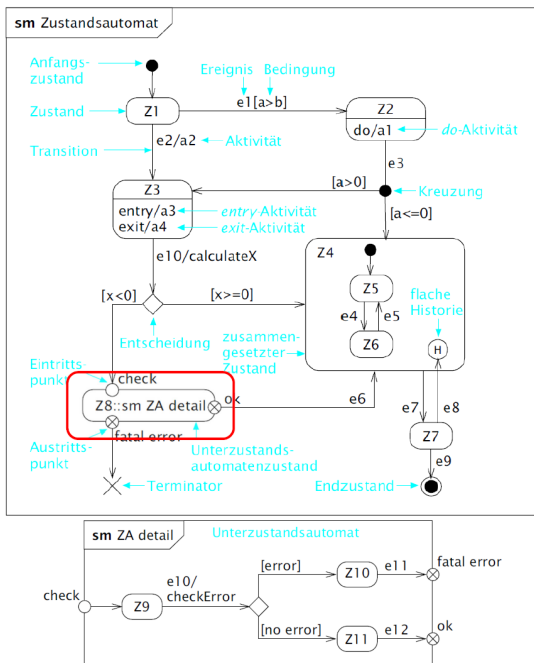 sm Zustandsautomat
Anfangs-
zustand
Ereignis Bedingung
Zustand
Z1
e1[a>b]
Z2
do/a1
do-Aktivität
e2/a2
Aktivität
Transition
e3
Z3
[a>0]
Kreuzung
entry/a3
entry-Aktivität
exit/a4
exit-Aktivität
[a<=0]
e10/calculateX
Z4
Z5
flache
Historie
[x<0]
[x>=0]
e4
e5
Z6
H
Entscheidung
zusammen-
gesetzter
Zustand
Eintritts-
punkt
check
Z8::sm ZA detail
ok
e6
e7
e8
Z7
Austritts-
punkt
fatal error
Unterzustands-
automatenzustand
e9
Terminator
Endzustand
sm ZA detail
Unterzustandsautomat
[error]
Z10
e11
fatal error
check
Z9
e10/
checkError
[no error]
Z11
e12
ok